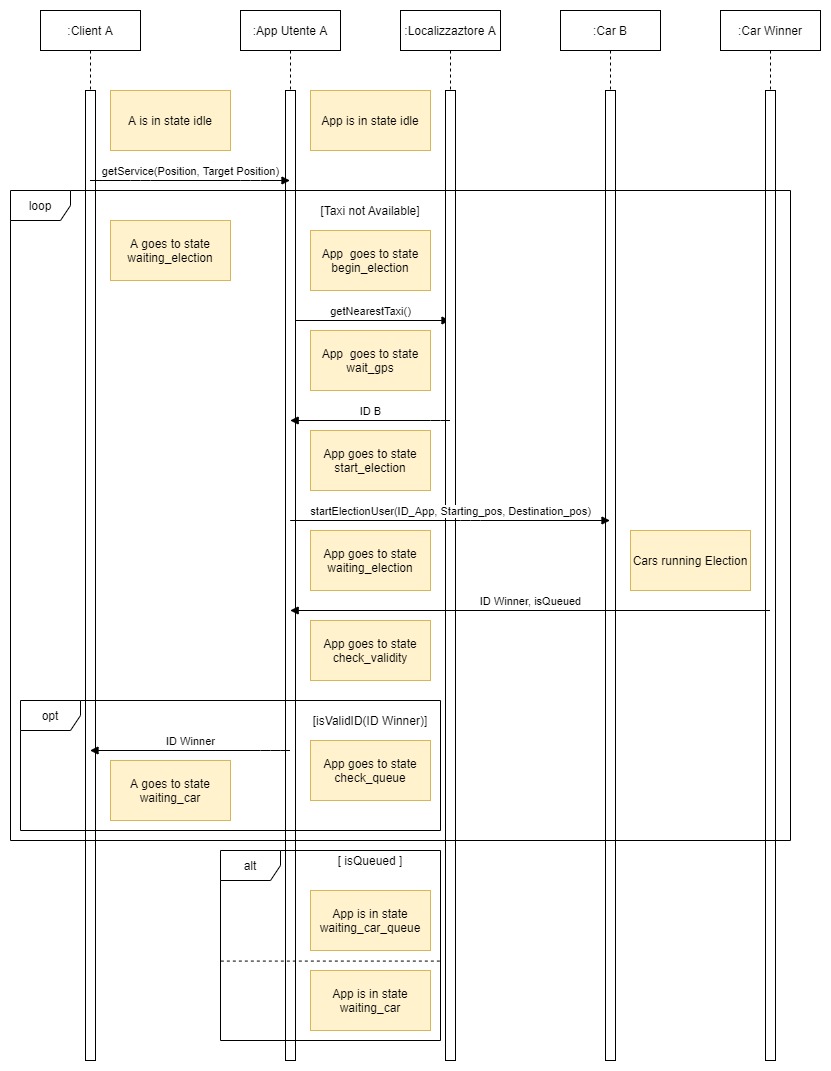 :Client A
:App Utente A
:Localizzaztore A
:Car B
:Car Winner
A is in state idle
App is in state idle
getService(Position, Target Position)
loop
[Taxi not Available]
A goes to state
waiting_election
App  goes to state
begin_election
getNearestTaxi()
App  goes to state
wait_gps
ID B
App goes to state
start_election
startElectionUser(ID_App, Starting_pos, Destination_pos)
App goes to state
waiting_election
Cars running Election
ID Winner, isQueued
App goes to state
check_validity
opt
[isValidID(ID Winner)]
ID Winner
App goes to state
check_queue
A goes to state
waiting_car
alt
[ isQueued ]
App is in state
waiting_car_queue
App is in state
waiting_car